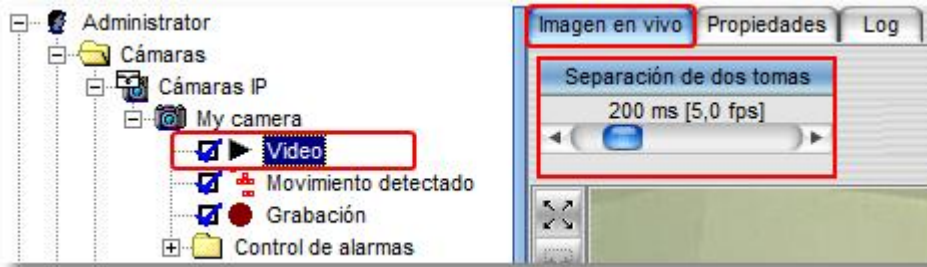 Administrator
Cámaras
Cámaras IP
My camera
Video
Movimiento detectado
Grabación
Control de alarmas
Imagen en vivo
Propiedades
Log
Separación de dos tomas
200 ms [5,0 fps]